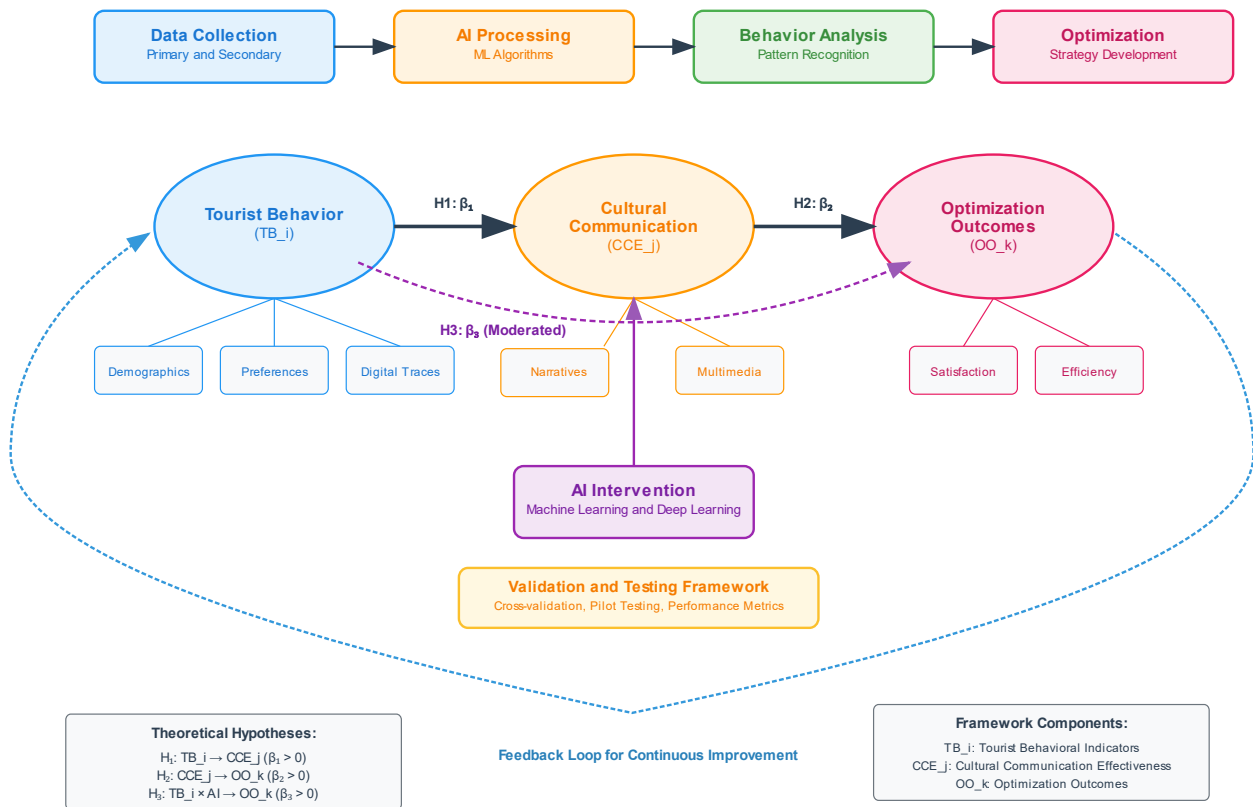 Data Collection
Primary and Secondary
AI Processing
ML Algorithms
Behavior Analysis
Pattern Recognition
Optimization
Strategy Development
Tourist Behavior
(TB_i)
H1: β₁
Cultural
Communication
(CCE_j)
H2: β₂
Optimization
Outcomes
(OO_k)
H3: β₃ (Moderated)
Demographics
Preferences
Digital Traces
Narratives
Multimedia
Satisfaction
Efficiency
AI Intervention
Machine Learning and Deep Learning
Validation and Testing Framework
Cross-validation, Pilot Testing, Performance Metrics
Theoretical Hypotheses:
H₁: TB_i → CCE_j (β₁ > 0)
H₂: CCE_j → OO_k (β₂ > 0)
H₃: TB_i × AI → OO_k (β₃ > 0)
Feedback Loop for Continuous Improvement
Framework Components:
TB_i: Tourist Behavioral Indicators
CCE_j: Cultural Communication Effectiveness
OO_k: Optimization Outcomes